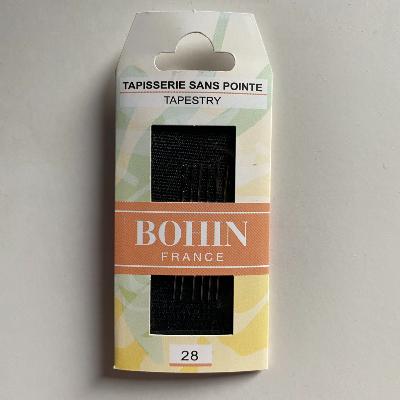 TAPISSERIE SANS POINTE
TAPESTRY
BOHIN
FRANCE
28